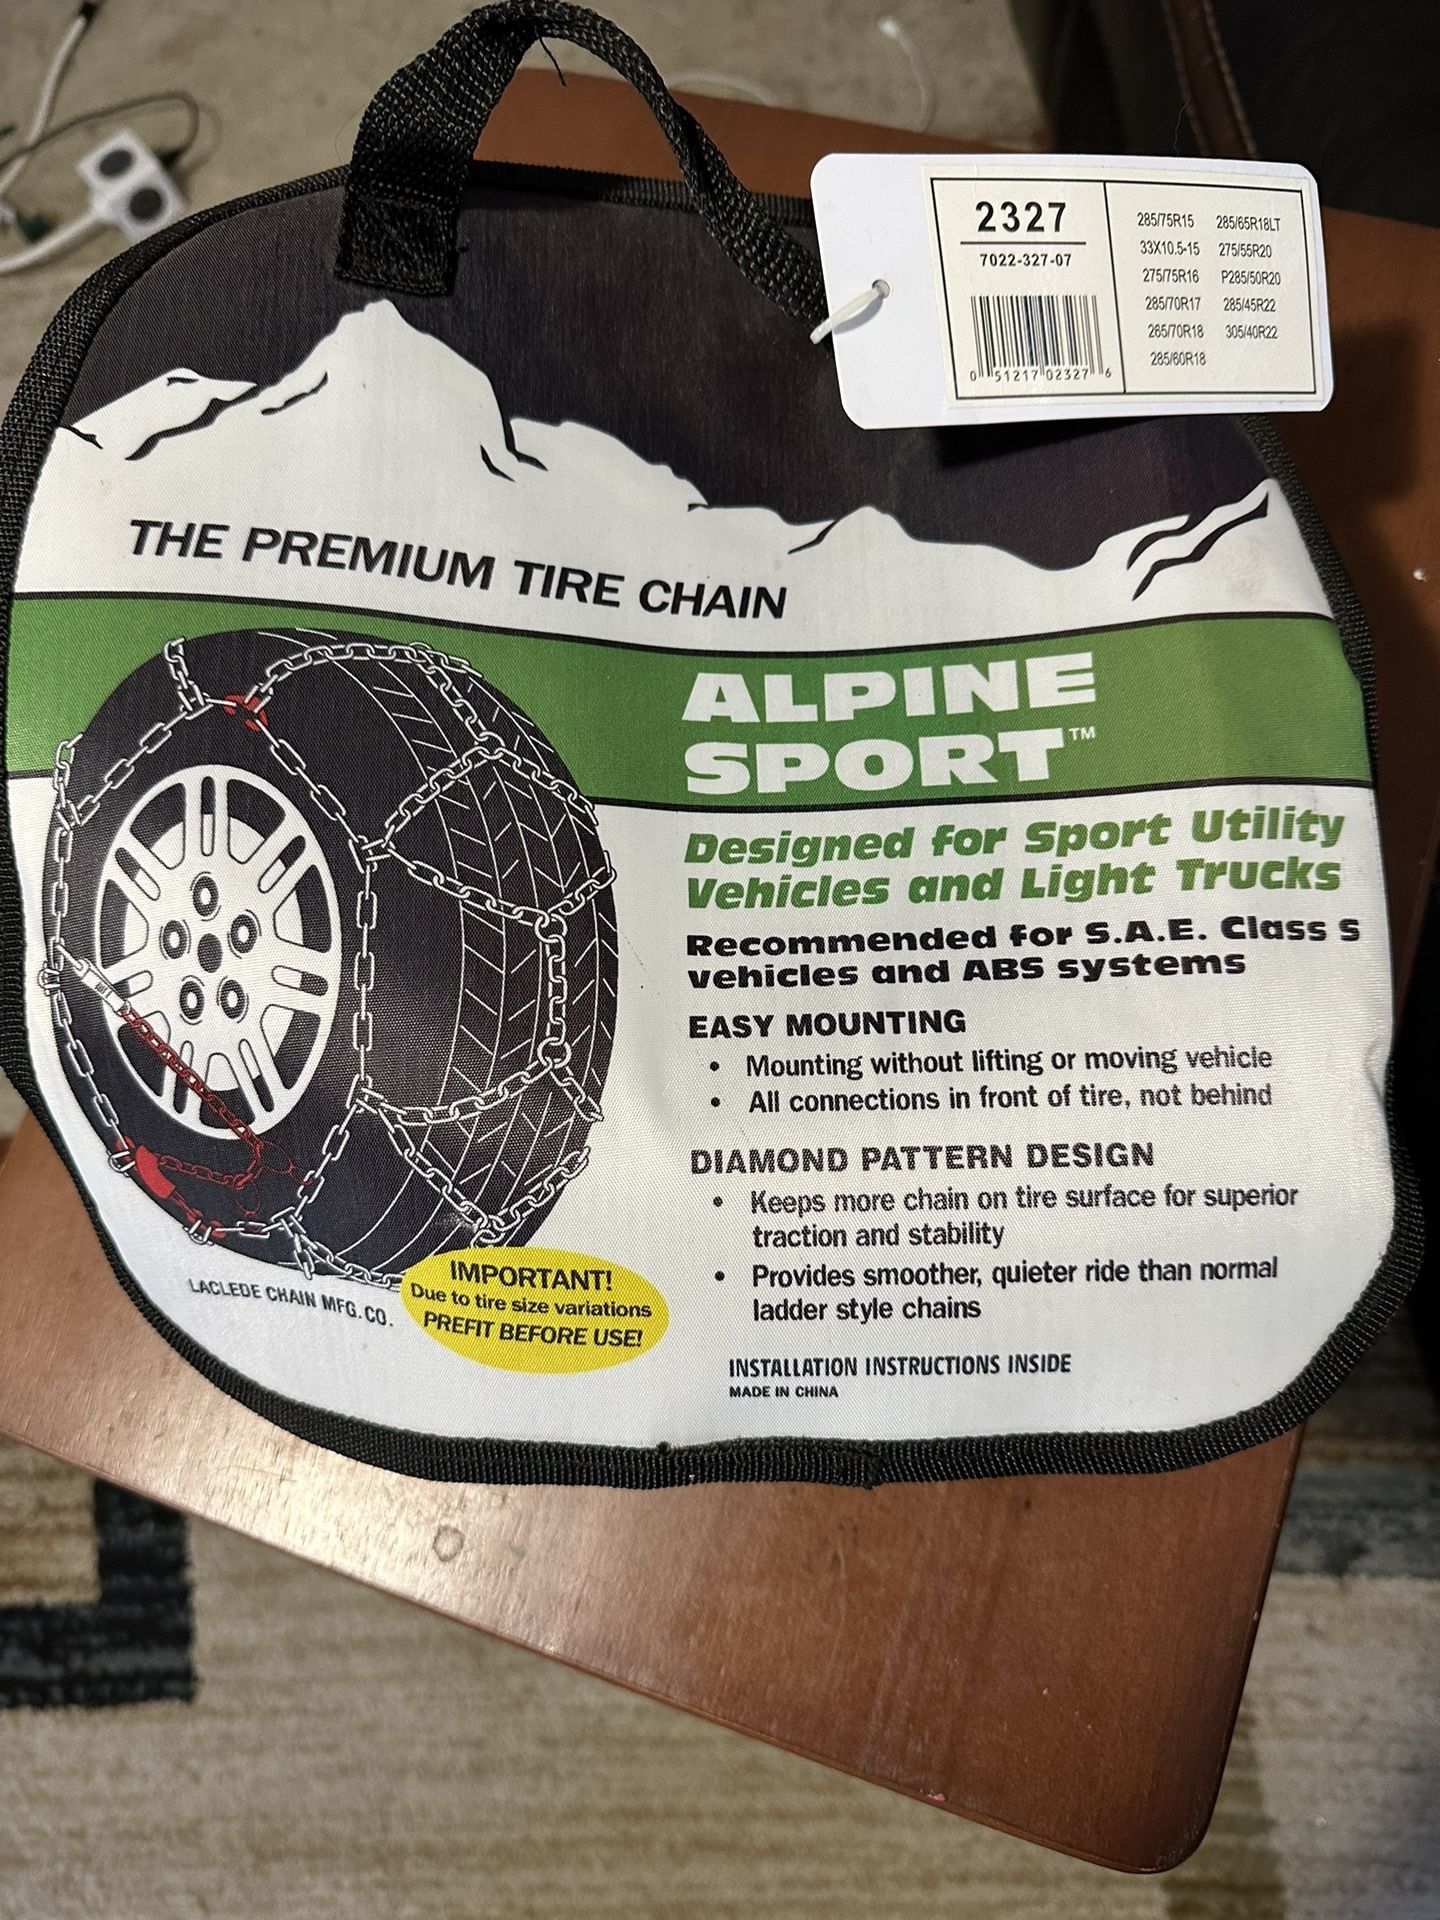 2327
7022-327-07
0 51217 02327 6
285/75R15 285/65R18LT
33X10.5-15 275/55R20
275/75R16 P285/50R20
285/70R17 285/45R22
265/70R18 305/40R22
285/60R18
THE PREMIUM TIRE CHAIN
ALPINE
SPORT™
Designed for Sport Utility
Vehicles and Light Trucks
Recommended for S.A.E. Class S
vehicles and ABS systems
EASY MOUNTING
• Mounting without lifting or moving vehicle
• All connections in front of tire, not behind
DIAMOND PATTERN DESIGN
• Keeps more chain on tire surface for superior
traction and stability
• Provides smoother, quieter ride than normal
ladder style chains
INSTALLATION INSTRUCTIONS INSIDE
MADE IN CHINA
LACLEDE CHAIN MFG. CO.
IMPORTANT!
Due to tire size variations
PREFIT BEFORE USE!